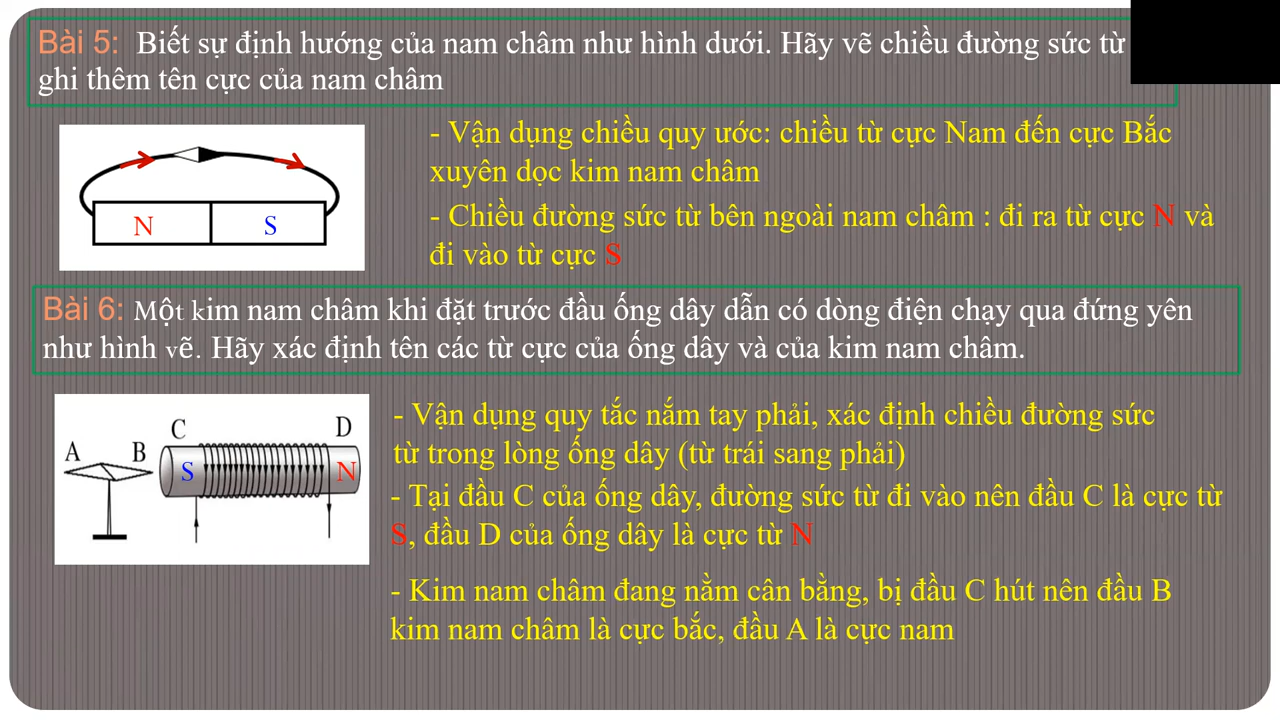 Bài 5: Biết sự định hướng của nam châm như hình dưới. Hãy vẽ chiều đường sức từ
ghi thêm tên cực của nam châm
N S
- Vận dụng chiều quy ước: chiều từ cực Nam đến cực Bắc
xuyên dọc kim nam châm
- Chiều đường sức từ bên ngoài nam châm : đi ra từ cực N và
đi vào từ cực S
Bài 6: Một kim nam châm khi đặt trước đầu ống dây dẫn có dòng điện chạy qua đứng yên
như hình vẽ. Hãy xác định tên các từ cực của ống dây và của kim nam châm.
C D
A B
S N
- Vận dụng quy tắc nắm tay phải, xác định chiều đường sức
từ trong lòng ống dây (từ trái sang phải)
- Tại đầu C của ống dây, đường sức từ đi vào nên đầu C là cực từ
S, đầu D của ống dây là cực từ N
- Kim nam châm đang nằm cân bằng, bị đầu C hút nên đầu B
kim nam châm là cực bắc, đầu A là cực nam